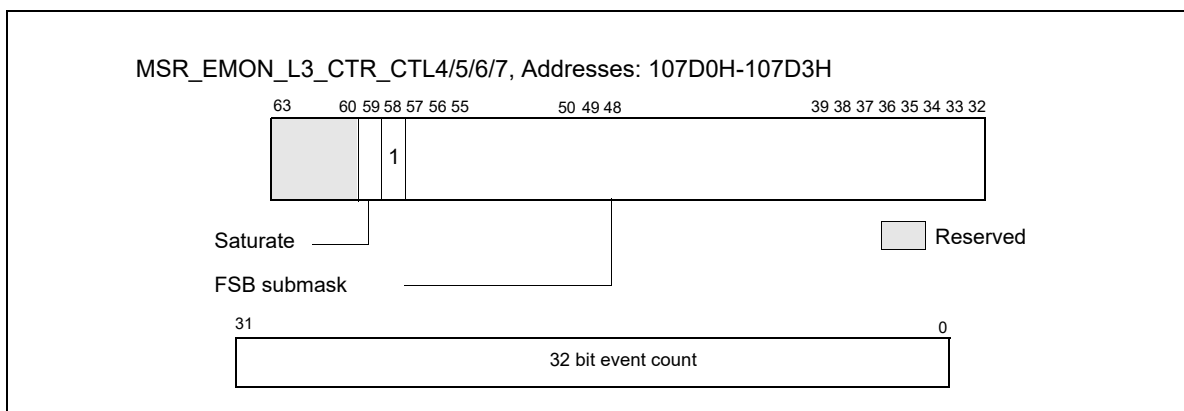 MSR_EMON_L3_CTR_CTL4/5/6/7, Addresses: 107D0H-107D3H
63 60 59 58 57 56 55 50 49 48 39 38 37 36 35 34 33 32
1
Saturate
Reserved
FSB submask
31 0
32 bit event count